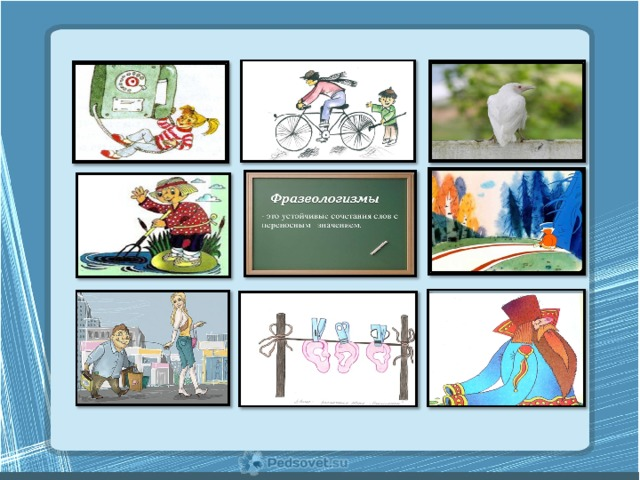 Фразеологизмы
- это устойчивые сочетания слов с
переносным значением.
Pedsovet.su